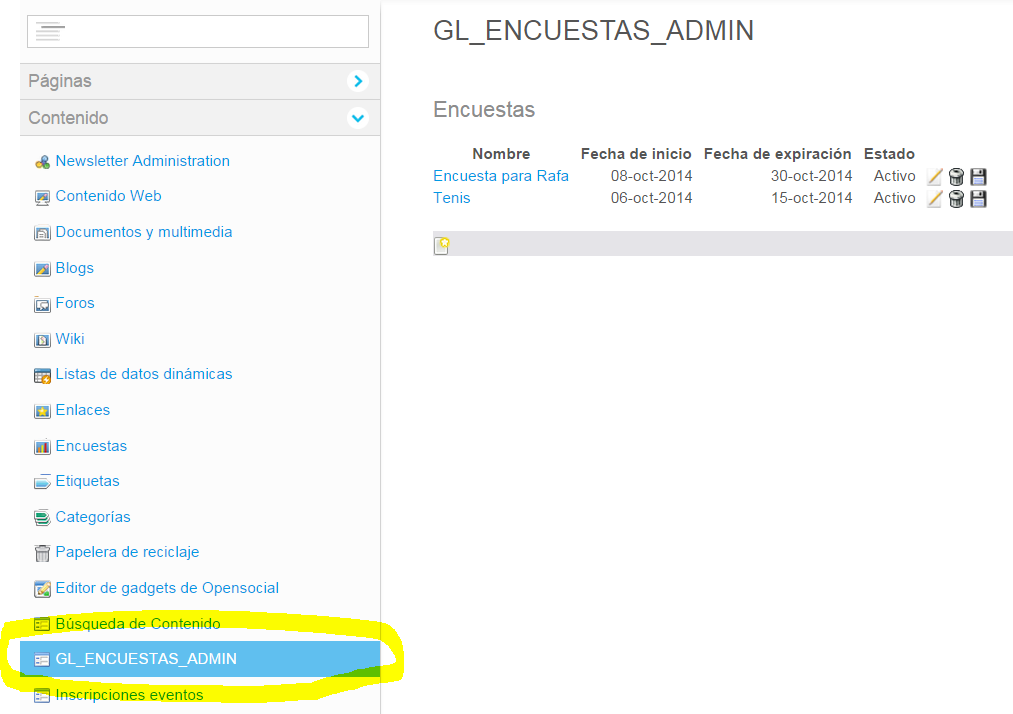 Páginas
Contenido
Newsletter Administration
Contenido Web
Documentos y multimedia
Blogs
Foros
Wiki
Listas de datos dinámicas
Enlaces
Encuestas
Etiquetas
Categorías
Papelera de reciclaje
Editor de gadgets de Opensocial
Búsqueda de Contenido
GL_ENCUESTAS_ADMIN
Inscripciones eventos
GL_ENCUESTAS_ADMIN
Encuestas
Nombre Fecha de inicio Fecha de expiración Estado
Encuesta para Rafa 08-oct-2014 30-oct-2014 Activo
Tenis 06-oct-2014 15-oct-2014 Activo